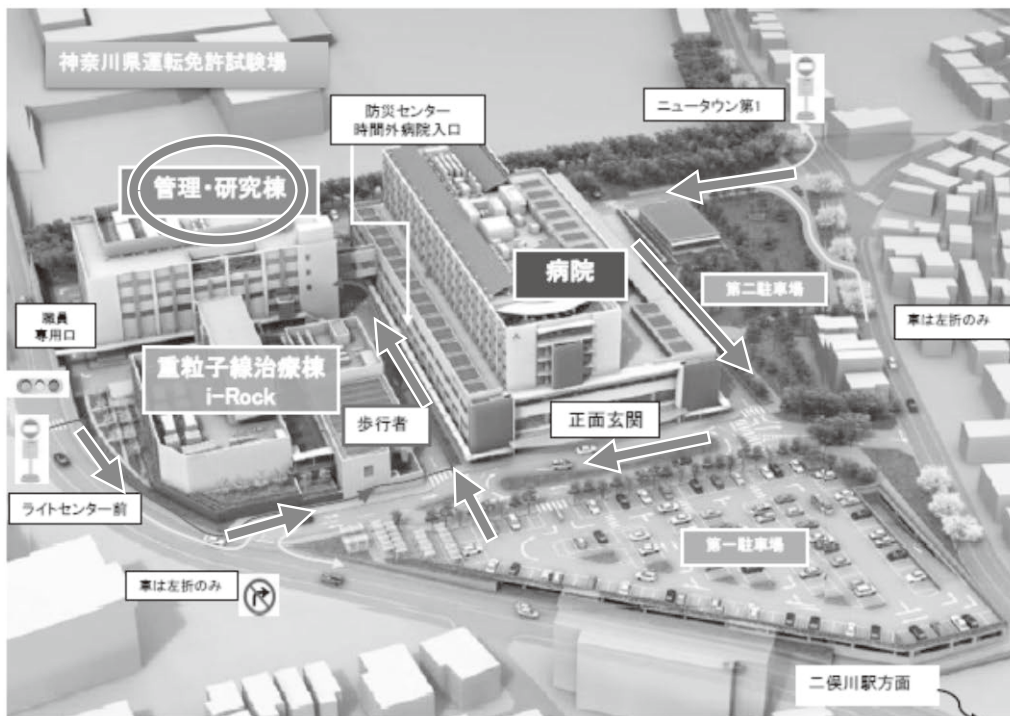 神奈川県運転免許試験場
防災センター
時間外病院入口
ニュータウン第1
管理・研究棟
病院
第二駐車場
職員
専用口
車は左折のみ
重粒子線治療棟
i-Rock
歩行者
正面玄関
ライトセンター前
第一駐車場
車は左折のみ
二俣川駅方面